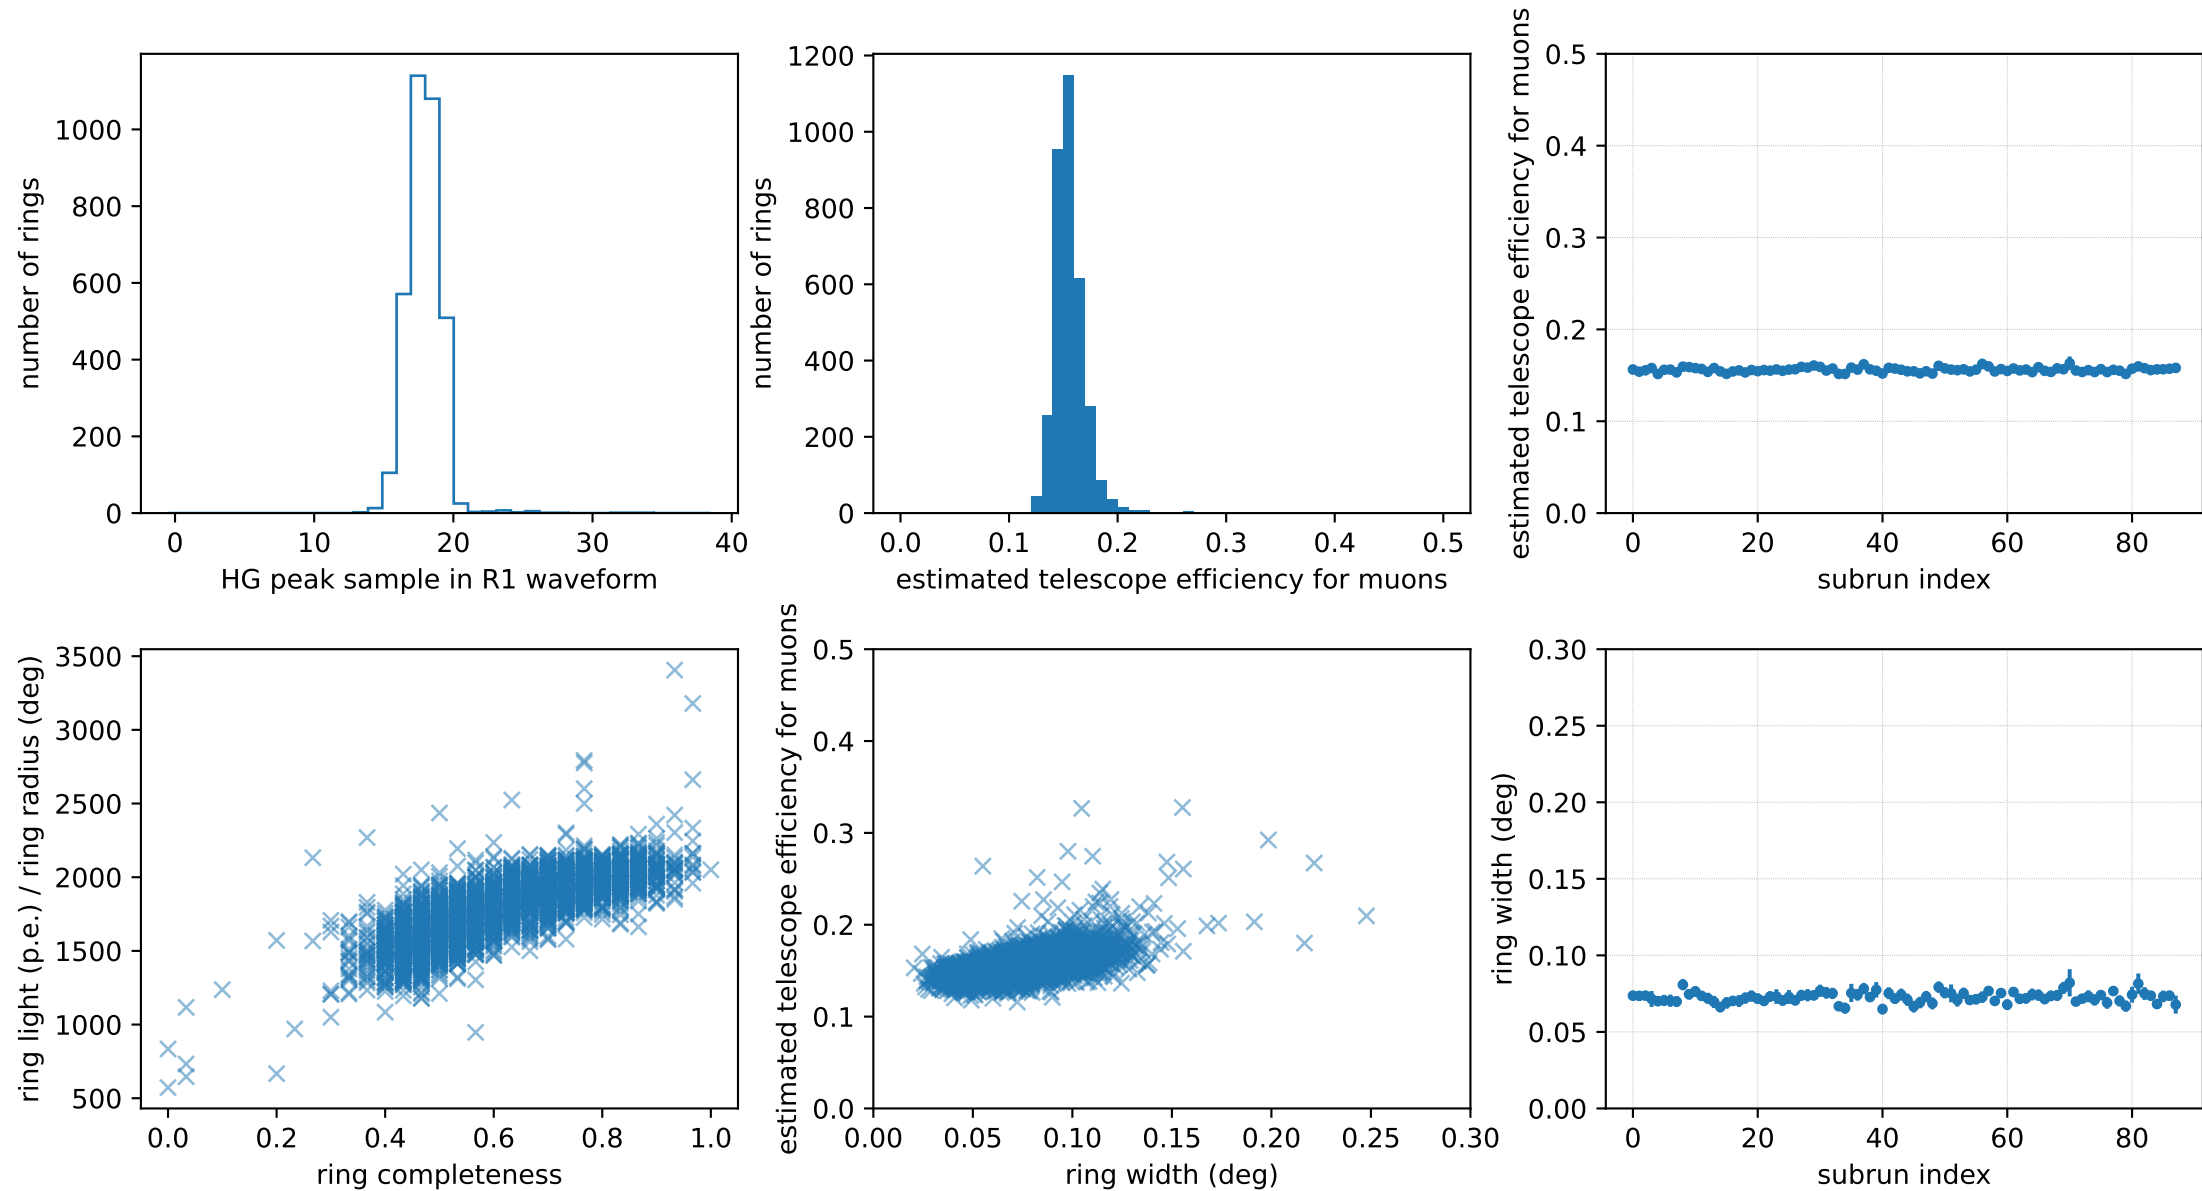 1000
800
600
400
200
0
number of rings
0 10 20 30 40
HG peak sample in R1 waveform
1200
1000
800
600
400
200
0
number of rings
0.0 0.1 0.2 0.3 0.4 0.5
estimated telescope efficiency for muons
0.5
0.4
0.3
0.2
0.1
0.0
estimated telescope efficiency for muons
0 20 40 60 80
subrun index
3500
3000
2500
2000
1500
1000
500
ring light (p.e.) / ring radius (deg)
0.0 0.2 0.4 0.6 0.8 1.0
ring completeness
0.5
0.4
0.3
0.2
0.1
0.0
estimated telescope efficiency for muons
0.00 0.05 0.10 0.15 0.20 0.25 0.30
ring width (deg)
0.30
0.25
0.20
0.15
0.10
0.05
0.00
ring width (deg)
0 20 40 60 80
subrun index